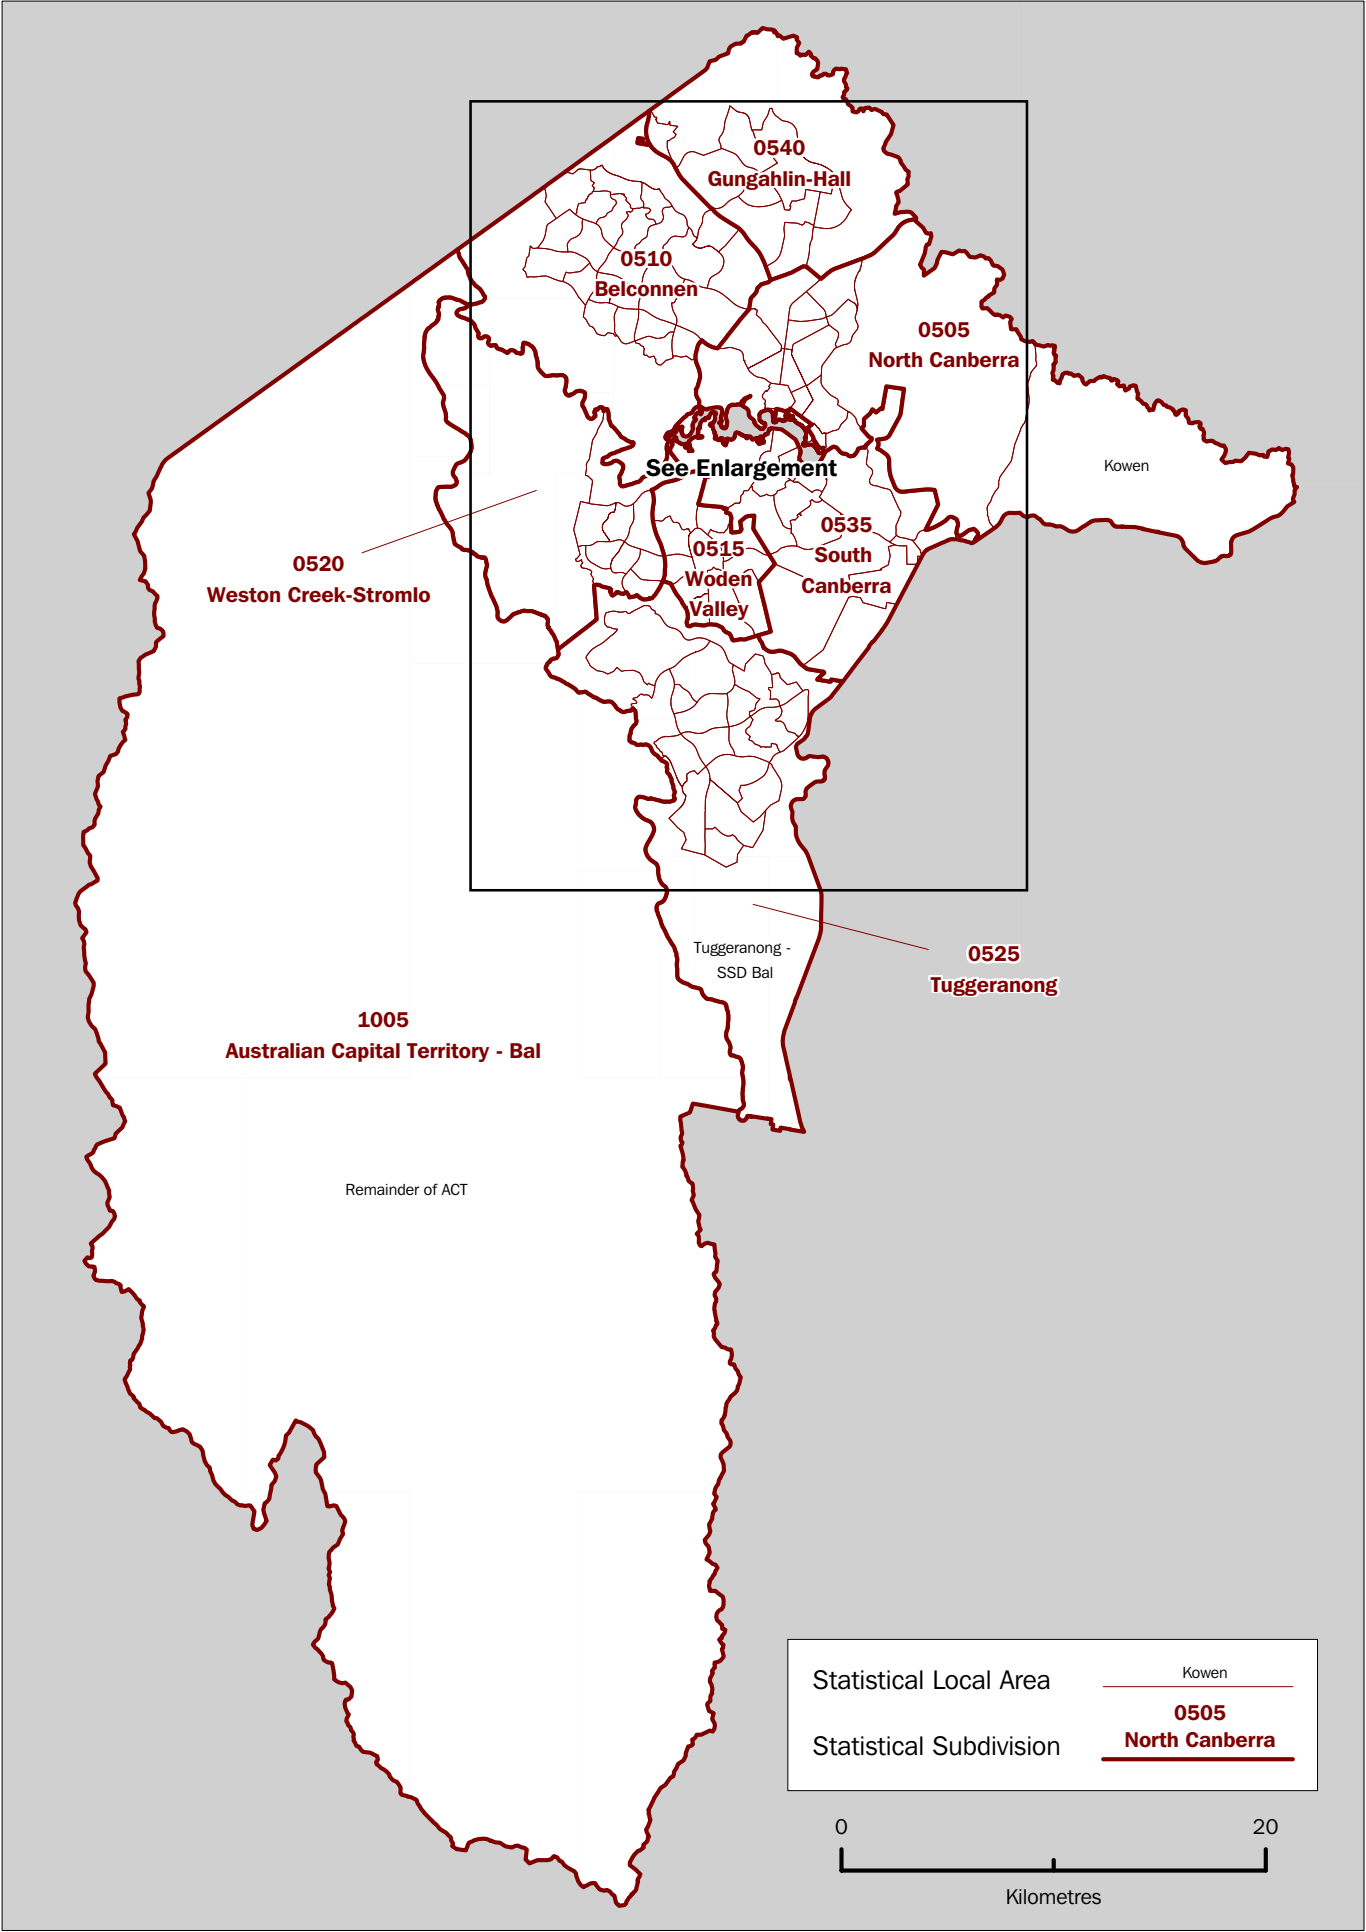 0540
Gungahlin-Hall
0510
Belconnen
0505
North Canberra
Kowen
See Enlargement
0535
South
Canberra
0515
Woden
Valley
0520
Weston Creek-Stromlo
Tuggeranong -
SSD Bal
0525
Tuggeranong
1005
Australian Capital Territory - Bal
Remainder of ACT
Statistical Local Area
Kowen
0505
North Canberra
Statistical Subdivision
0 20
Kilometres